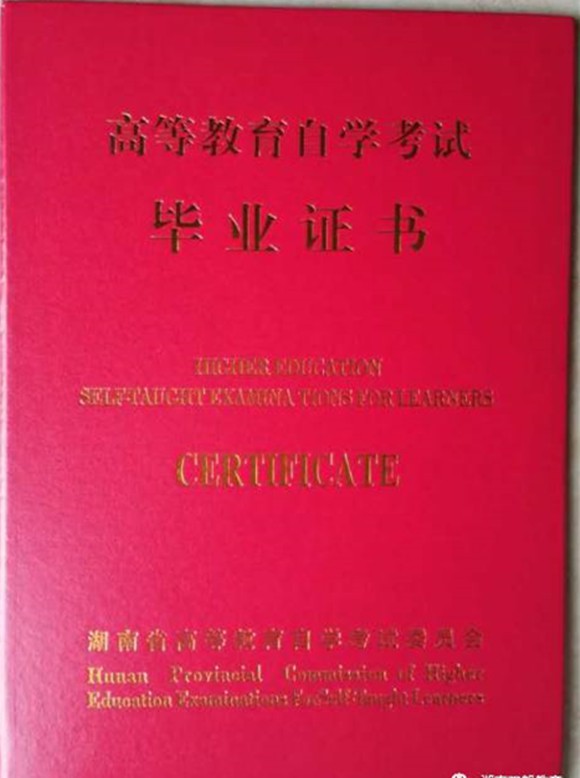 高等教育自学考试
毕业证书
HIGHER EDUCATION
SELF-TAUGHT EXAMINATIONS FOR LEARNERS
CERTIFICATE
湖南省高等教育自学考试委员会
Hunan Provincial Commission of Higher
Education Examinations For Self-taught Learners